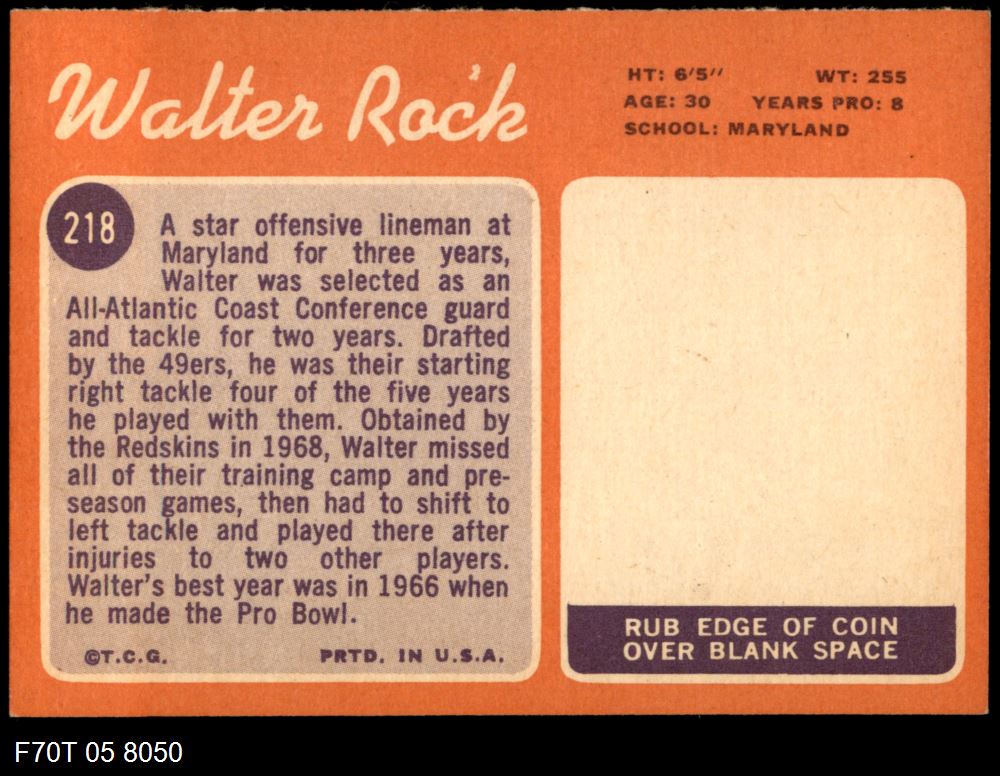 Walter Rock
HT: 6'5" WT: 255
AGE: 30 YEARS PRO: 8
SCHOOL: MARYLAND
218
A star offensive lineman at
Maryland for three years,
Walter was selected as an
All-Atlantic Coast Conference guard
and tackle for two years. Drafted
by the 49ers, he was their starting
right tackle four of the five years
he played with them. Obtained by
the Redskins in 1968, Walter missed
all of their training camp and pre-
season games, then had to shift to
left tackle and played there after
injuries to two other players.
Walter's best year was in 1966 when
he made the Pro Bowl.
©T.C.G. PRTD. IN U.S.A.
RUB EDGE OF COIN
OVER BLANK SPACE
F70T 05 8050